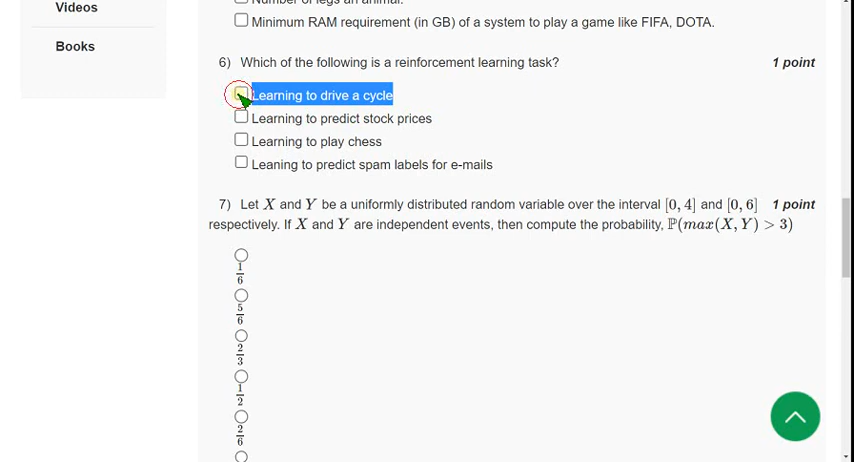 Videos
Books
Minimum RAM requirement (in GB) of a system to play a game like FIFA, DOTA.
6) Which of the following is a reinforcement learning task? 1 point
Learning to drive a cycle
Learning to predict stock prices
Learning to play chess
Leaning to predict spam labels for e-mails
7) Let X and Y be a uniformly distributed random variable over the interval [0, 4] and [0, 6] 1 point
respectively. If X and Y are independent events, then compute the probability, ℙ(max(X, Y) > 3)
1/6
5/6
2/3
1/2
2/6